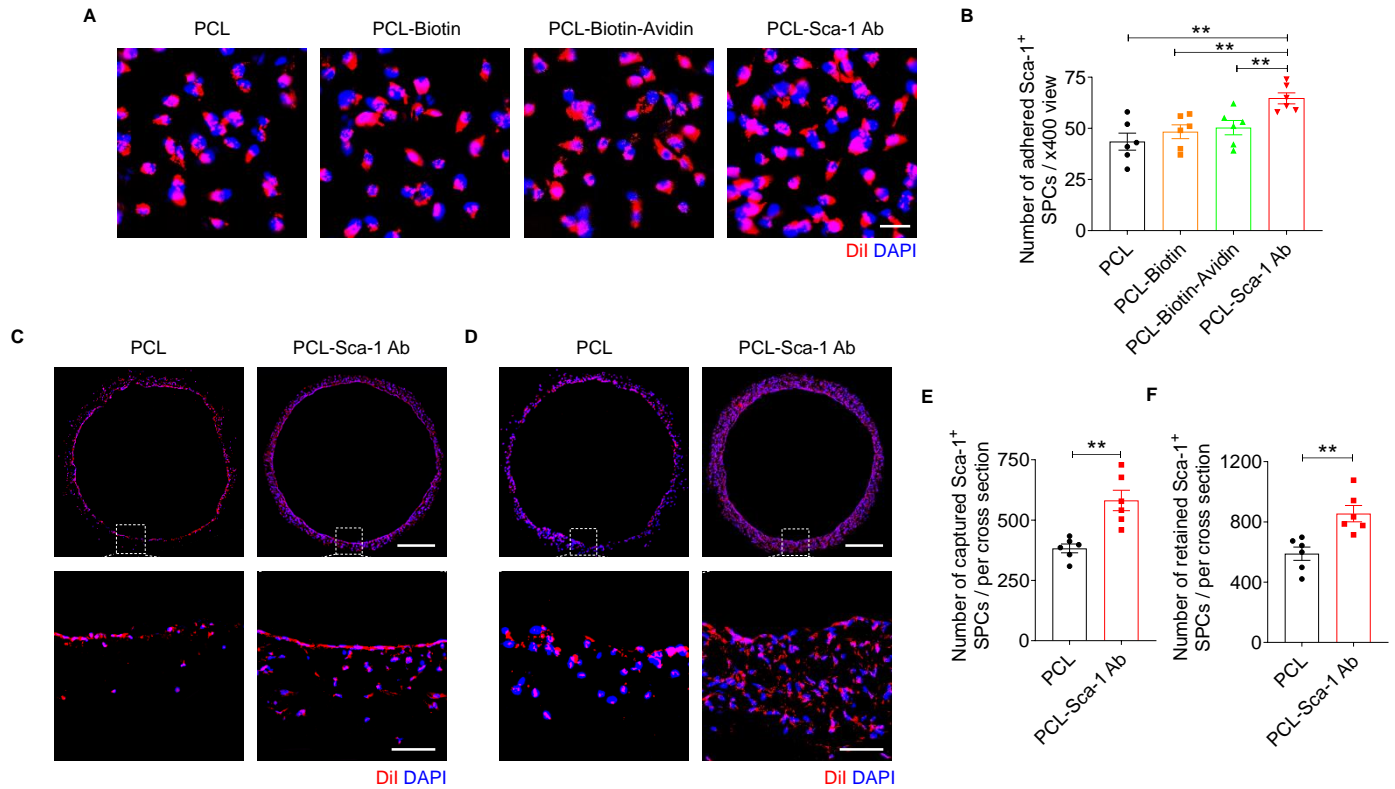 A
PCL
PCL-Biotin
PCL-Biotin-Avidin
PCL-Sca-1 Ab
DiI DAPI
B
Number of adhered Sca-1+
SPCs / x400 view
**
**
**
75
50
25
0
PCL
PCL-Biotin
PCL-Biotin-Avidin
PCL-Sca-1 Ab
C
PCL
PCL-Sca-1 Ab
DiI DAPI
D
PCL
PCL-Sca-1 Ab
DiI DAPI
E
Number of captured Sca-1+
SPCs / per cross section
**
750
500
250
0
PCL
PCL-Sca-1 Ab
F
Number of retained Sca-1+
SPCs / per cross section
**
1200
800
400
0
PCL
PCL-Sca-1 Ab